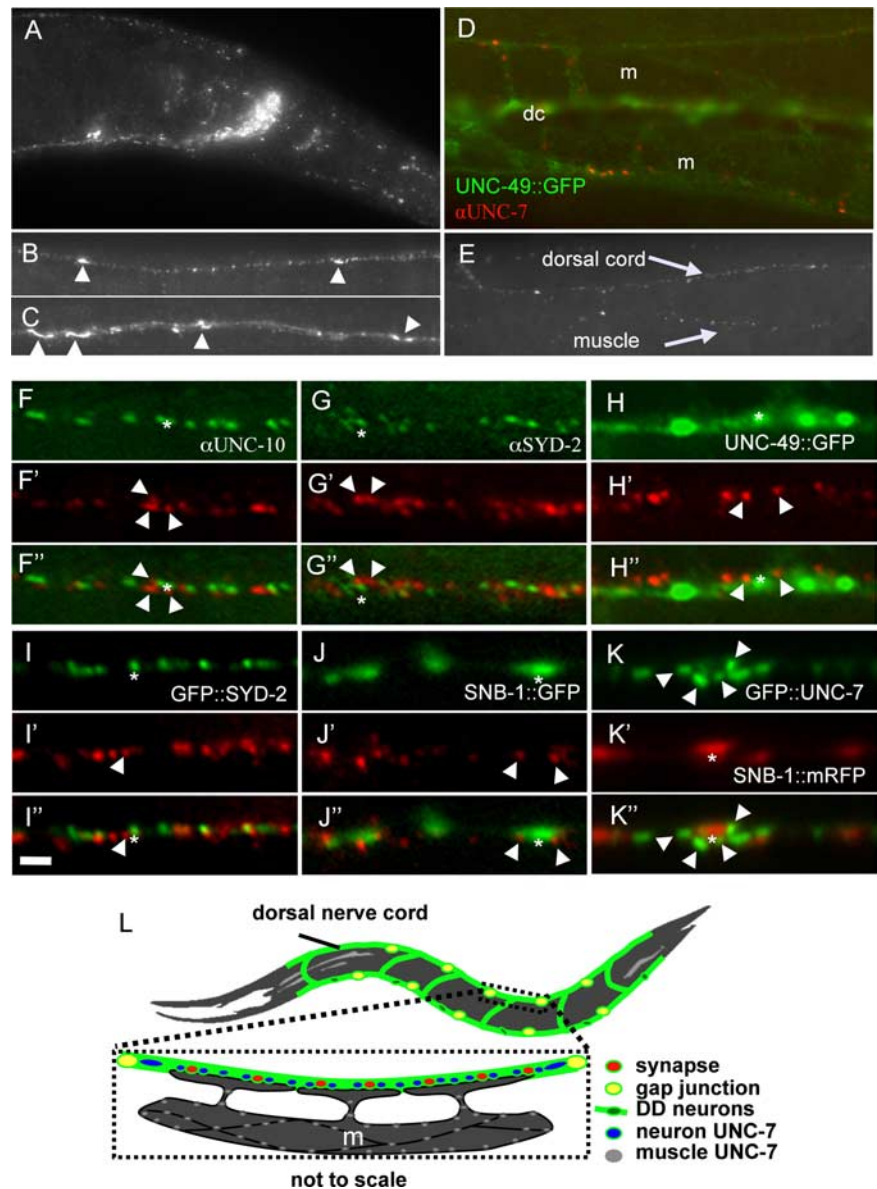 A
D
m
dc
m
UNC-49::GFP
αUNC-7
B
C
E
dorsal cord
muscle
F
αUNC-10
G
αSYD-2
H
UNC-49::GFP
F'
G'
H'
F"
G"
H"
I
GFP::SYD-2
J
SNB-1::GFP
K
GFP::UNC-7
I'
J'
K'
SNB-1::mRFP
I"
J"
K"
L
dorsal nerve cord
m
not to scale
synapse
gap junction
DD neurons
neuron UNC-7
muscle UNC-7